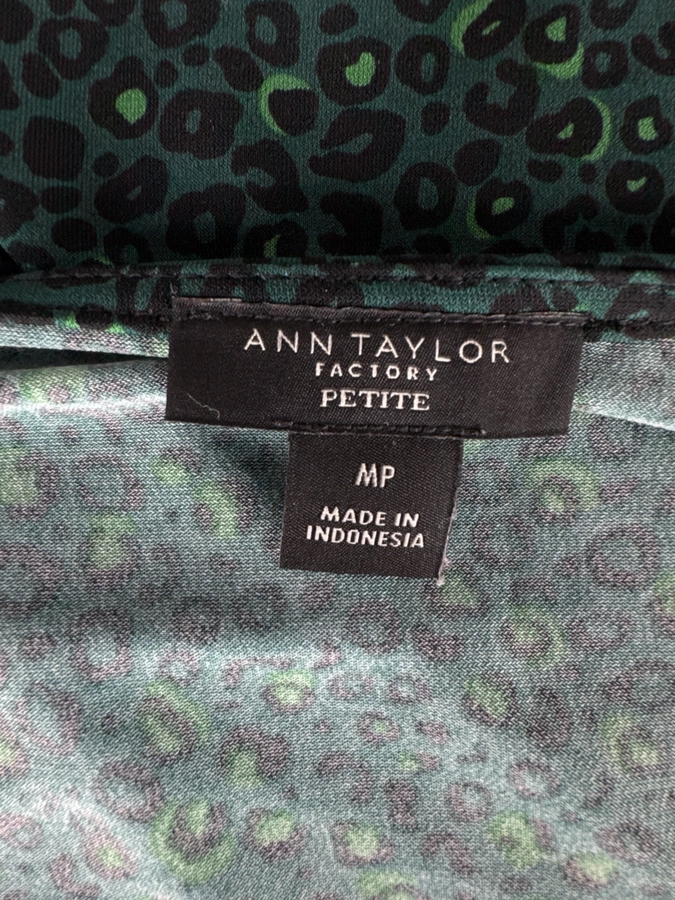 ANN TAYLOR
FACTORY
PETITE
MP
MADE IN
INDONESIA